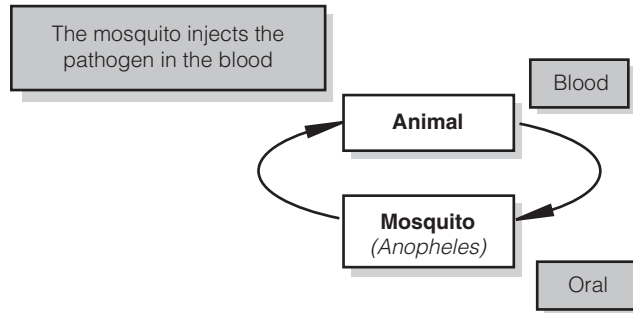 The mosquito injects the
pathogen in the blood
Blood
Animal
Mosquito
(Anopheles)
Oral